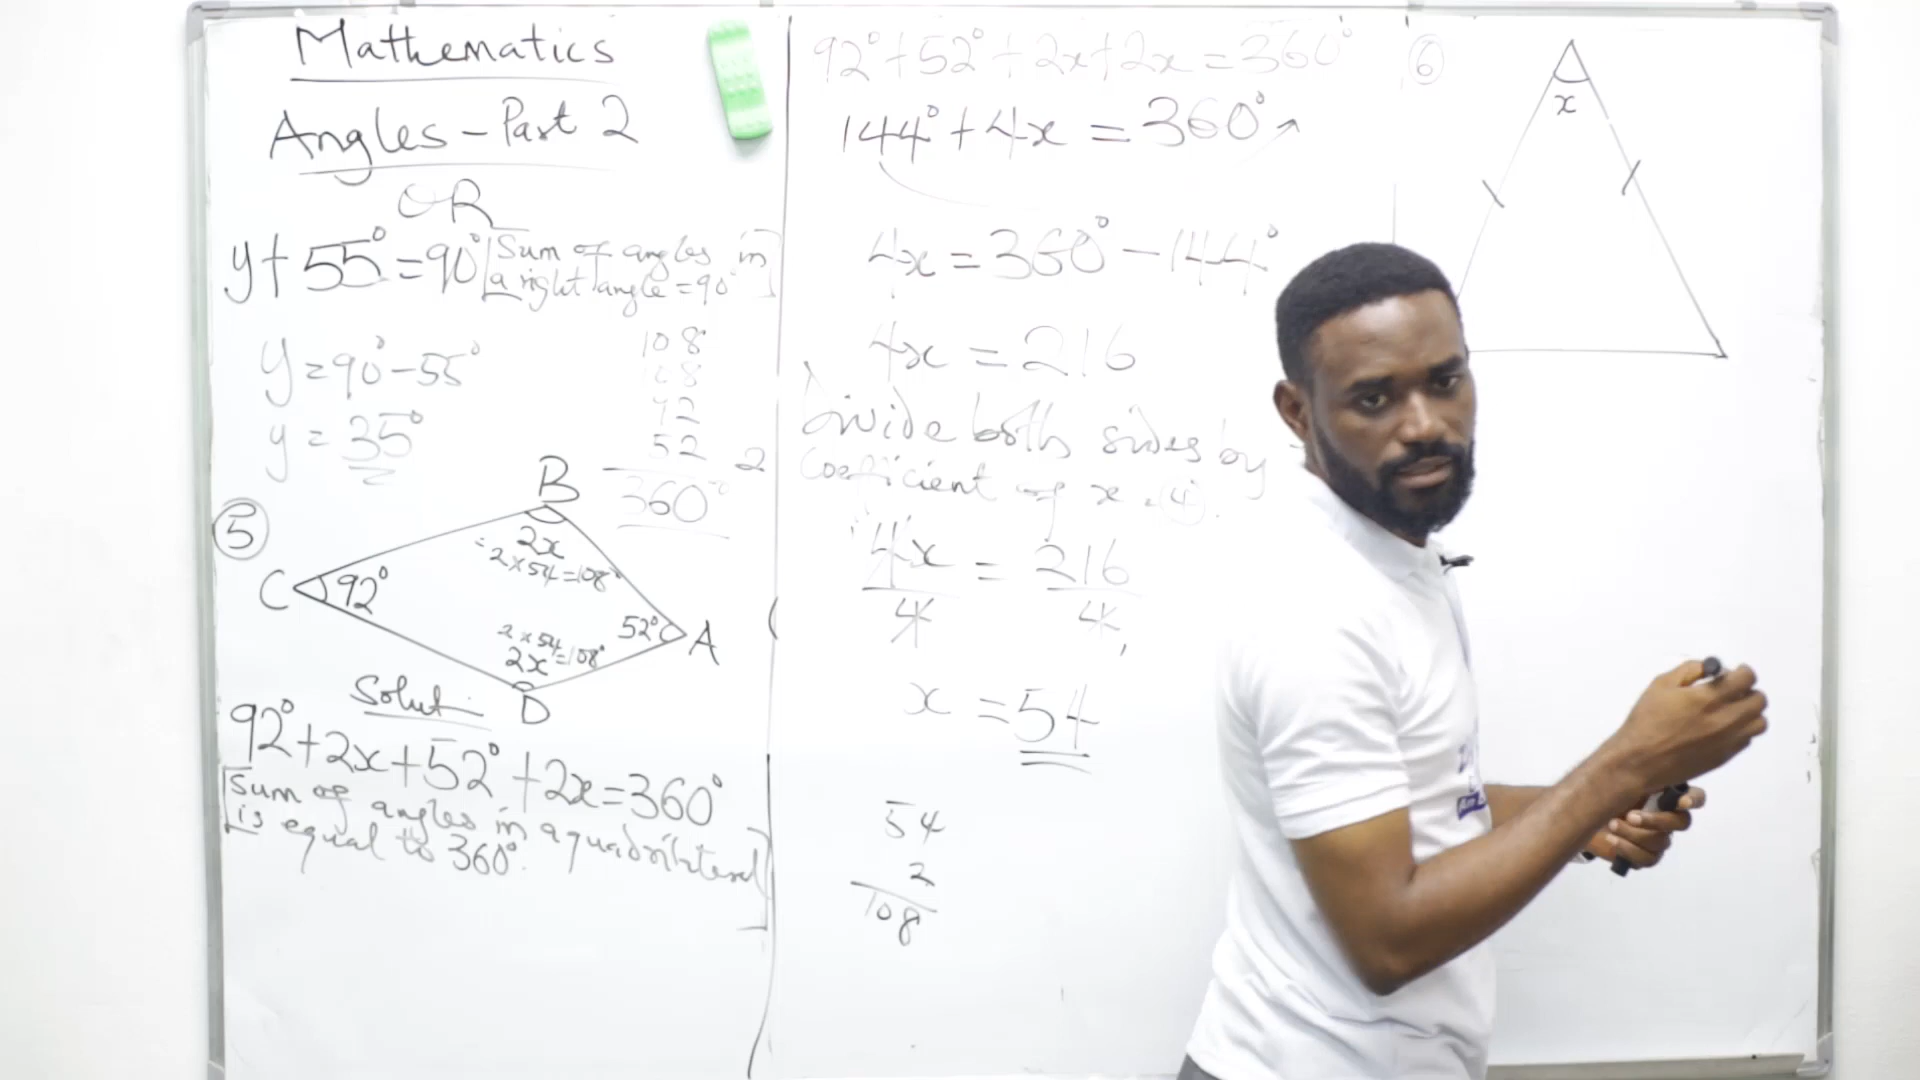 Mathematics
Angles - Part 2
OR
y + 55° = 90° [Sum of angles in
a right angle = 90°]
y = 90° - 55°
y = 35°
108
108
92
52 2
360°
5
B
2x
= 2 x 54 = 108°
C 92°
52° A
2 x 54
2x = 108°
D
Solut
92° + 2x + 52° + 2x = 360°
[Sum of angles in a quadrilateral
is equal to 360°.]
92° + 52° + 2x + 2x = 360°
144° + 4x = 360°
4x = 360° - 144°
4x = 216
Divide both sides by
coefficient of x (4).
4x = 216
4 4
x = 54
54
2
108
6
x